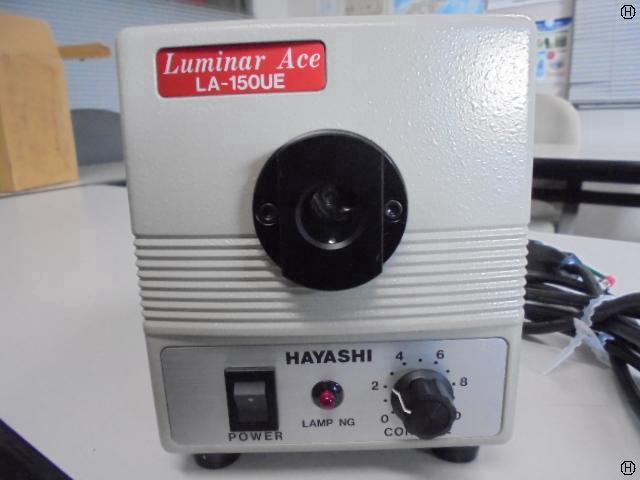 Luminar Ace
LA-150UE
HAYASHI
POWER
LAMP NG
0
2
4
6
8
H
H